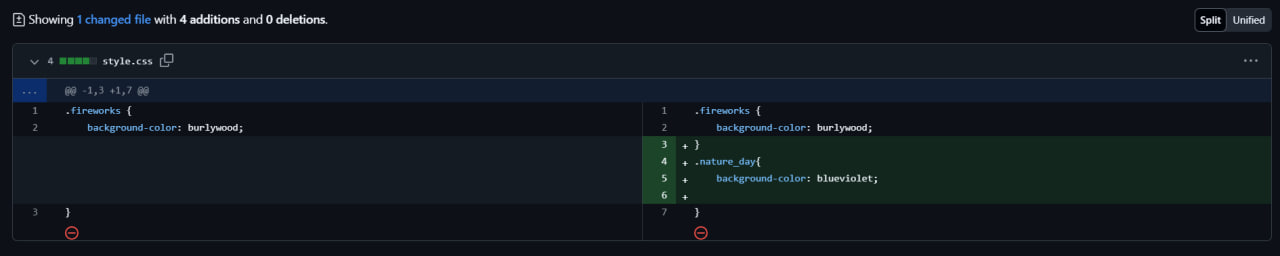 Showing 1 changed file with 4 additions and 0 deletions.
Split Unified
4 style.css
...
... @@ -1,3 +1,7 @@
1 .fireworks {
2 background-color: burlywood;
3 }
1 .fireworks {
2 background-color: burlywood;
3 + }
4 + .nature_day{
5 + background-color: blueviolet;
6 +
7 }